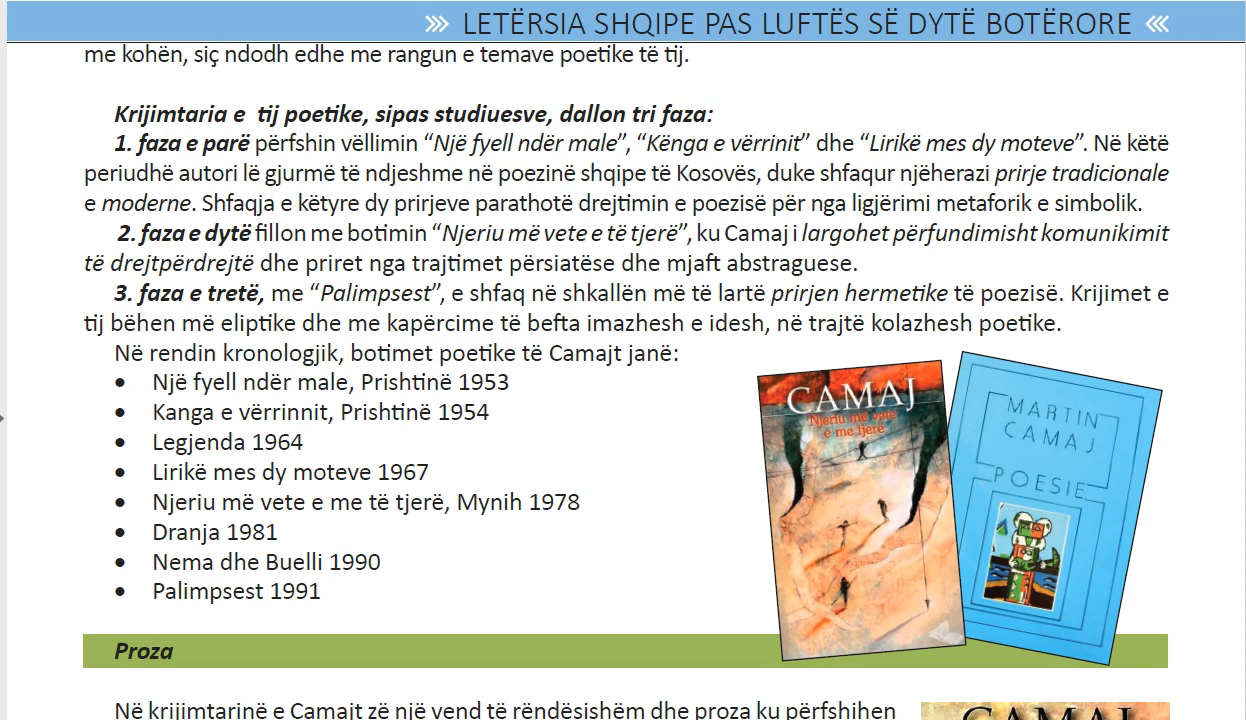 LETËRSIA SHQIPE PAS LUFTËS SË DYTË BOTËRORE
me kohën, siç ndodh edhe me rangun e temave poetike të tij.
Krijimtaria e tij poetike, sipas studiuesve, dallon tri faza:
1. faza e parë përfshin vëllimin “Një fyell ndër male”, “Kënga e vërrinit” dhe “Lirikë mes dy moteve”. Në këtë
periudhë autori lë gjurmë të ndjeshme në poezinë shqipe të Kosovës, duke shfaqur njëherazi prirje tradicionale
e moderne. Shfaqja e këtyre dy prirjeve parathotë drejtimin e poezisë për nga ligjërimi metaforik e simbolik.
2. faza e dytë fillon me botimin “Njeriu më vete e të tjerë”, ku Camaj i largohet përfundimisht komunikimit
të drejtpërdrejtë dhe priret nga trajtimet përsiatëse dhe mjaft abstraguese.
3. faza e tretë, me “Palimpsest”, e shfaq në shkallën më të lartë prirjen hermetike të poezisë. Krijimet e
tij bëhen më eliptike dhe me kapërcime të befta imazhesh e idesh, në trajtë kolazhesh poetike.
Në rendin kronologjik, botimet poetike të Camajt janë:
• Një fyell ndër male, Prishtinë 1953
• Kanga e vërrinnit, Prishtinë 1954
• Legjenda 1964
• Lirikë mes dy moteve 1967
• Njeriu më vete e me të tjerë, Mynih 1978
• Dranja 1981
• Nema dhe Buelli 1990
• Palimpsest 1991
CAMAJ
Njeriu më vete
e me tjerë
MARTIN
CAMAJ
POESIE
Proza
Në krijimtarinë e Camajt zë një vend të rëndësishëm dhe proza ku përfshihen
CAMAJ